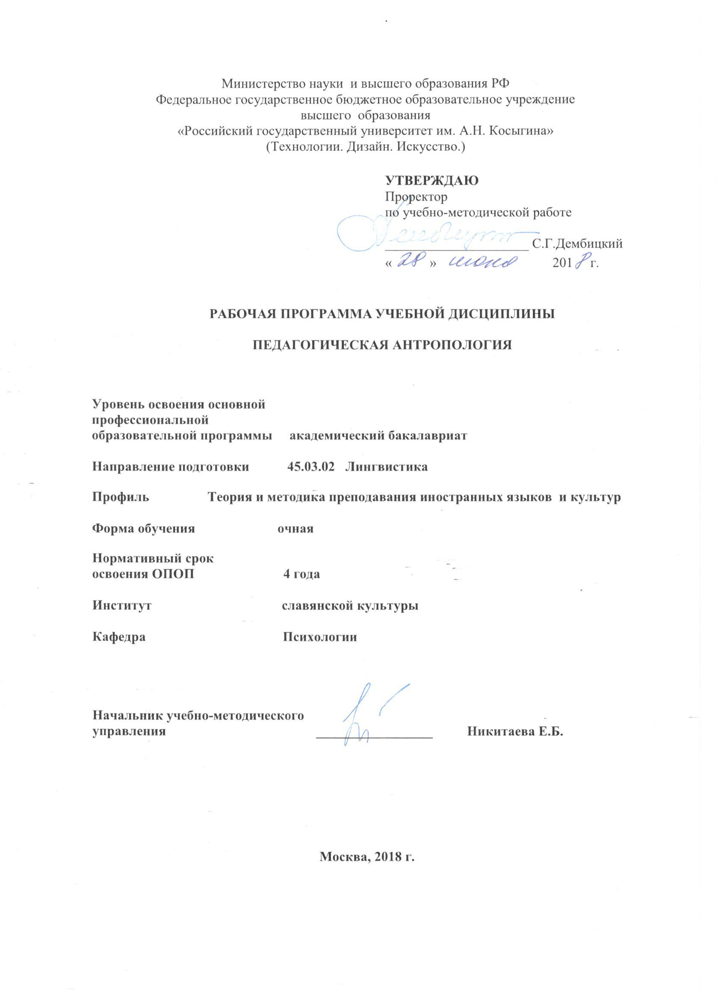 Министерство науки  и высшего образования РФ
Федеральное государственное бюджетное образовательное учреждение
высшего  образования
«Российский государственный университет им. А.Н. Косыгина»
(Технологии. Дизайн. Искусство.)
УТВЕРЖДАЮ
Проректор
по учебно-методической работе
С.Г.Дембицкий
« 28 » июня 2018 г.
РАБОЧАЯ ПРОГРАММА УЧЕБНОЙ ДИСЦИПЛИНЫ
ПЕДАГОГИЧЕСКАЯ АНТРОПОЛОГИЯ
Уровень освоения основной
профессиональной
образовательной программы академический бакалавриат
Направление подготовки 45.03.02 Лингвистика
Профиль Теория и методика преподавания иностранных языков  и культур
Форма обучения очная
Нормативный срок
освоения ОПОП 4 года
Институт славянской культуры
Кафедра Психологии
Начальник учебно-методического
управления Никитаева Е.Б.
Москва, 2018 г.